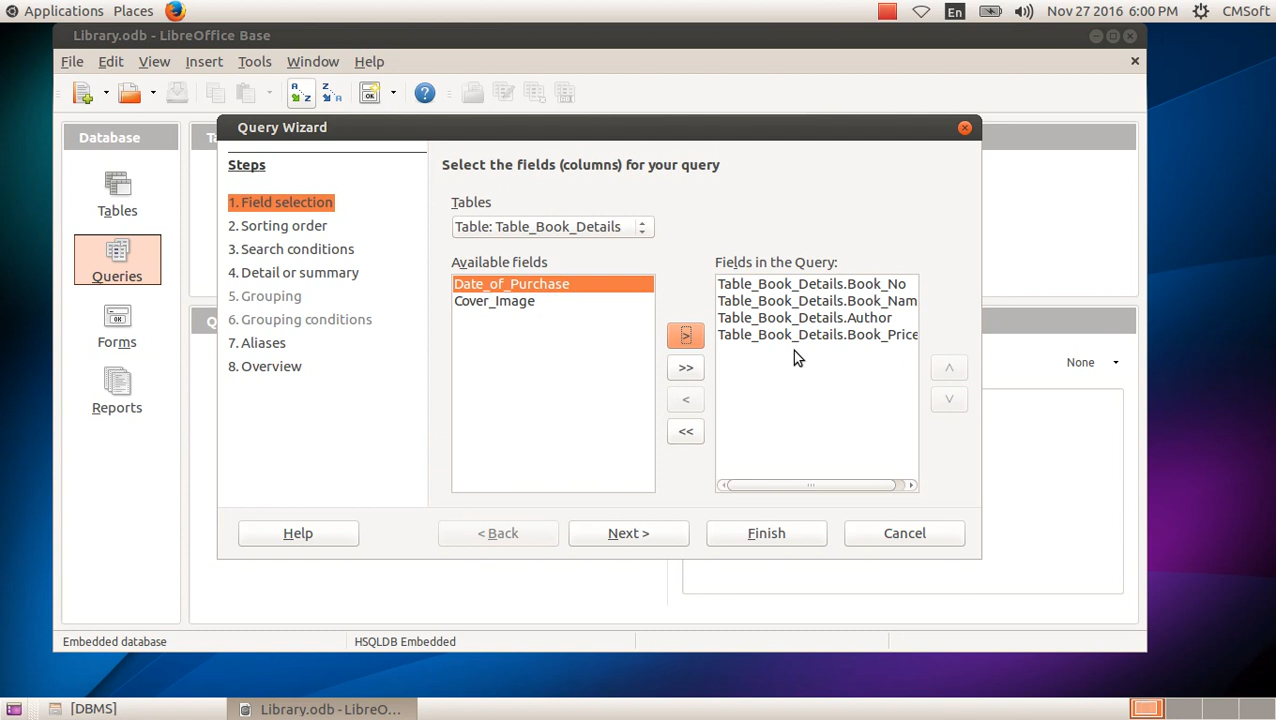 Applications Places En Nov 27 2016 6:00 PM CMSoft
Library.odb - LibreOffice Base
File Edit View Insert Tools Window Help
Database
Tables
Queries
Forms
Reports
None
Query Wizard
Steps
1. Field selection
2. Sorting order
3. Search conditions
4. Detail or summary
5. Grouping
6. Grouping conditions
7. Aliases
8. Overview
Select the fields (columns) for your query
Tables
Table: Table_Book_Details
Available fields
Date_of_Purchase
Cover_Image
>
>>
<
<<
Fields in the Query:
Table_Book_Details.Book_No
Table_Book_Details.Book_Nam
Table_Book_Details.Author
Table_Book_Details.Book_Price
Help < Back Next > Finish Cancel
Embedded database HSQLDB Embedded
[DBMS] Library.odb - LibreO...